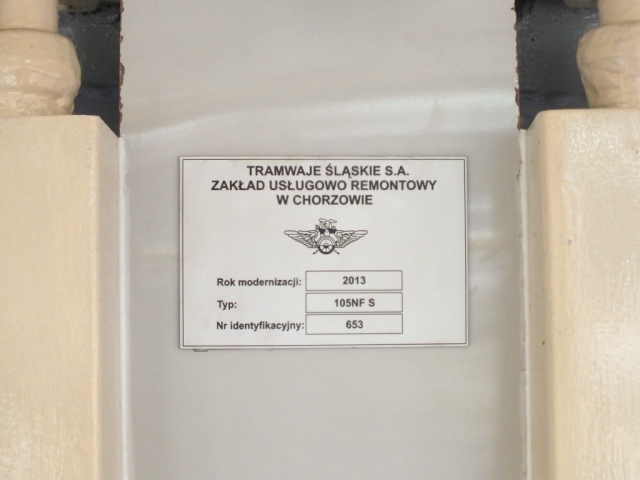 TRAMWAJE ŚLĄSKIE S.A.
ZAKŁAD USŁUGOWO REMONTOWY
W CHORZOWIE
Rok modernizacji: 2013
Typ: 105NF S
Nr identyfikacyjny: 653